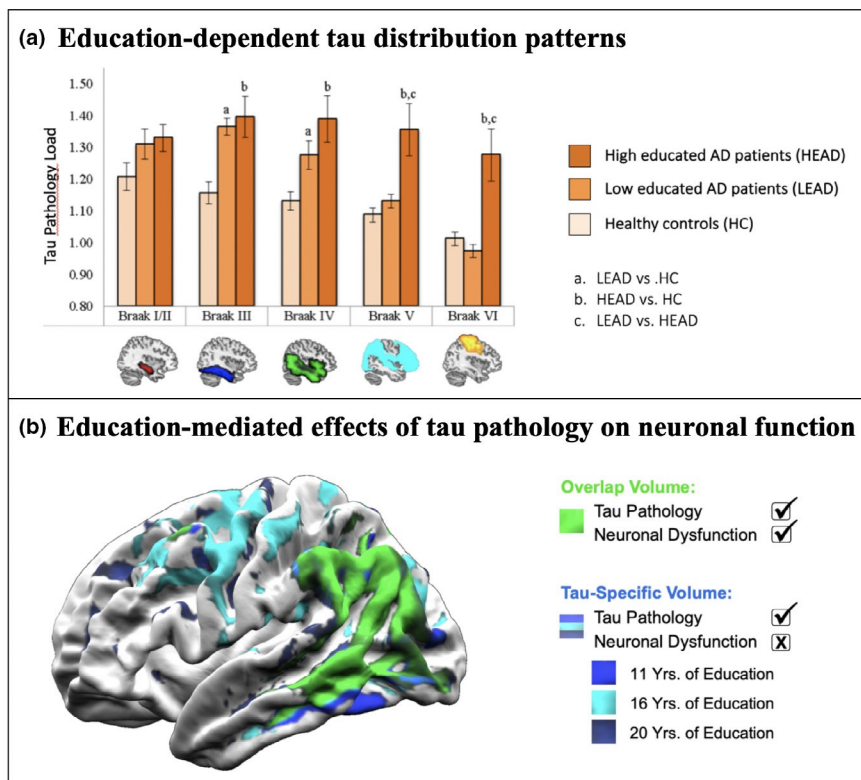 (a) Education-dependent tau distribution patterns
1.50
1.40
1.30
1.20
1.10
1.00
0.90
0.80
Tau Pathology Load
a
b
a
b
b,c
b,c
Braak I/II
Braak III
Braak IV
Braak V
Braak VI
High educated AD patients (HEAD)
Low educated AD patients (LEAD)
Healthy controls (HC)
a. LEAD vs .HC
b. HEAD vs. HC
c. LEAD vs. HEAD
(b) Education-mediated effects of tau pathology on neuronal function
Overlap Volume:
Tau Pathology
Neuronal Dysfunction
Tau-Specific Volume:
Tau Pathology
Neuronal Dysfunction X
11 Yrs. of Education
16 Yrs. of Education
20 Yrs. of Education